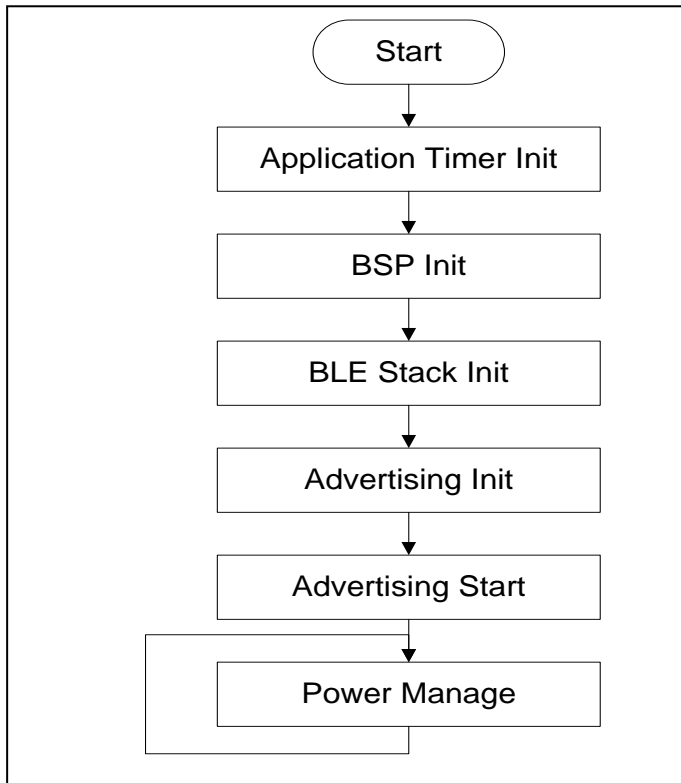 Start
Application Timer Init
BSP Init
BLE Stack Init
Advertising Init
Advertising Start
Power Manage